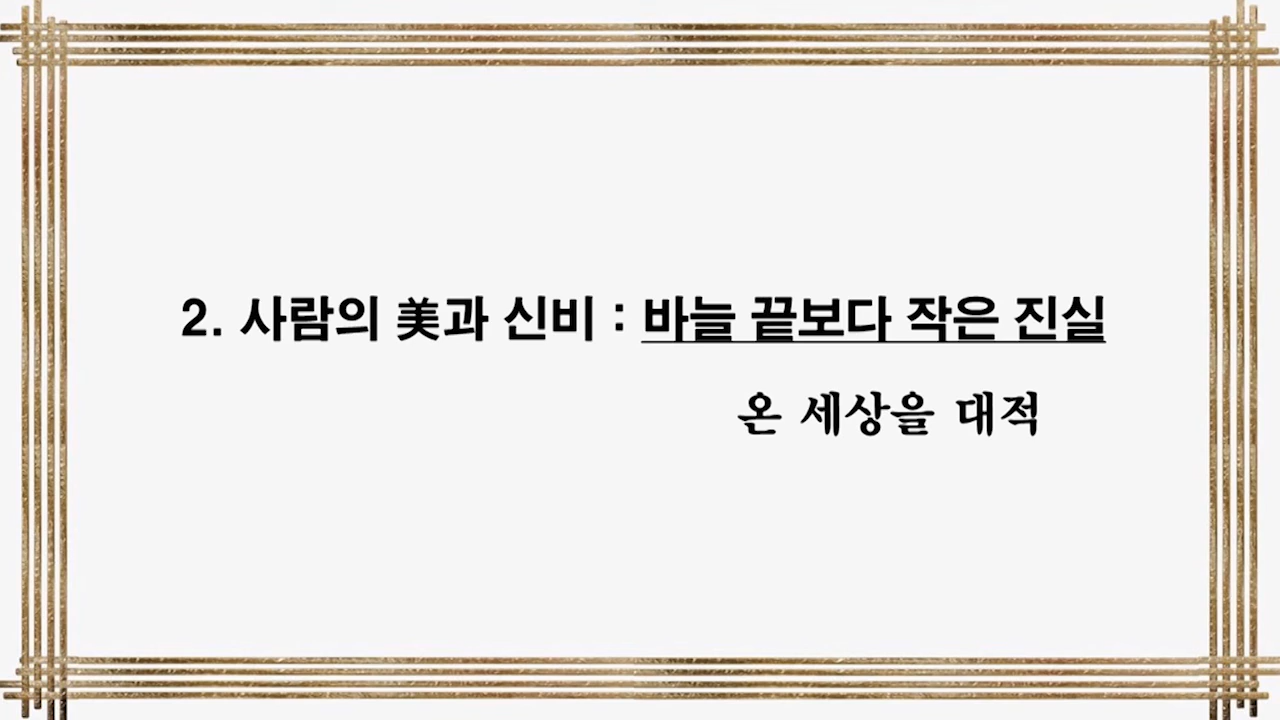 2. 사람의 美과 신비 : 바늘 끝보다 작은 진실
온 세상을 대적